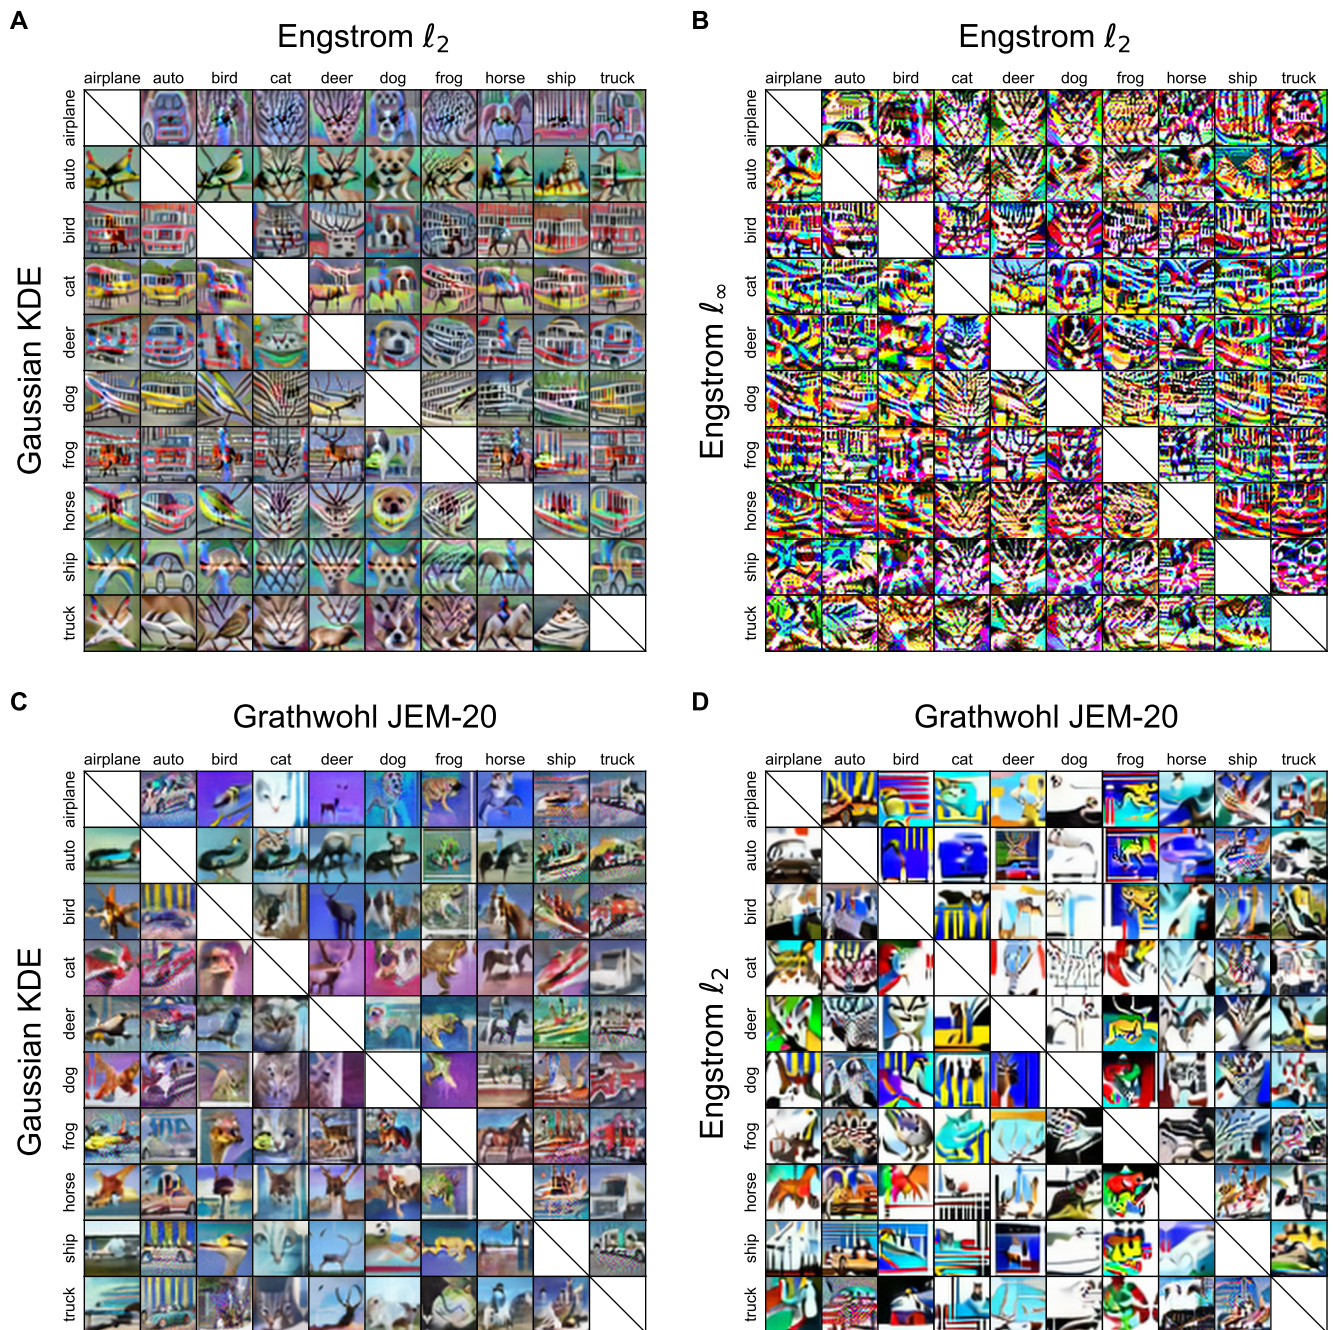 A
Engstrom ℓ2
airplane auto bird cat deer dog frog horse ship truck
Gaussian KDE
airplane
auto
bird
cat
deer
dog
frog
horse
ship
truck
B
Engstrom ℓ2
airplane auto bird cat deer dog frog horse ship truck
Engstrom ℓ∞
airplane
auto
bird
cat
deer
dog
frog
horse
ship
truck
C
Grathwohl JEM-20
airplane auto bird cat deer dog frog horse ship truck
Gaussian KDE
airplane
auto
bird
cat
deer
dog
frog
horse
ship
truck
D
Grathwohl JEM-20
airplane auto bird cat deer dog frog horse ship truck
Engstrom ℓ2
airplane
auto
bird
cat
deer
dog
frog
horse
ship
truck